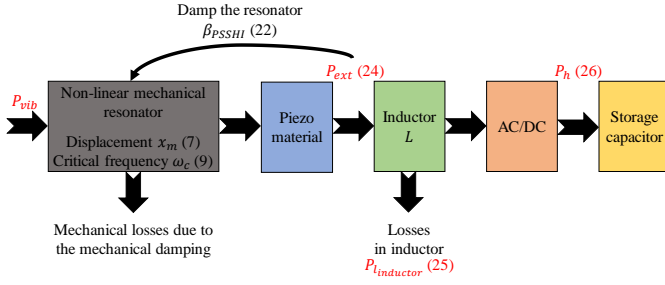 Damp the resonator
β_PSSHI (22)
P_ext (24)
P_h (26)
P_vib
Non-linear mechanical
resonator
Displacement x_m (7)
Critical frequency ω_c (9)
Piezo
material
Inductor
L
AC/DC
Storage
capacitor
Mechanical losses due to
the mechanical damping
Losses
in inductor
P_l_inductor (25)